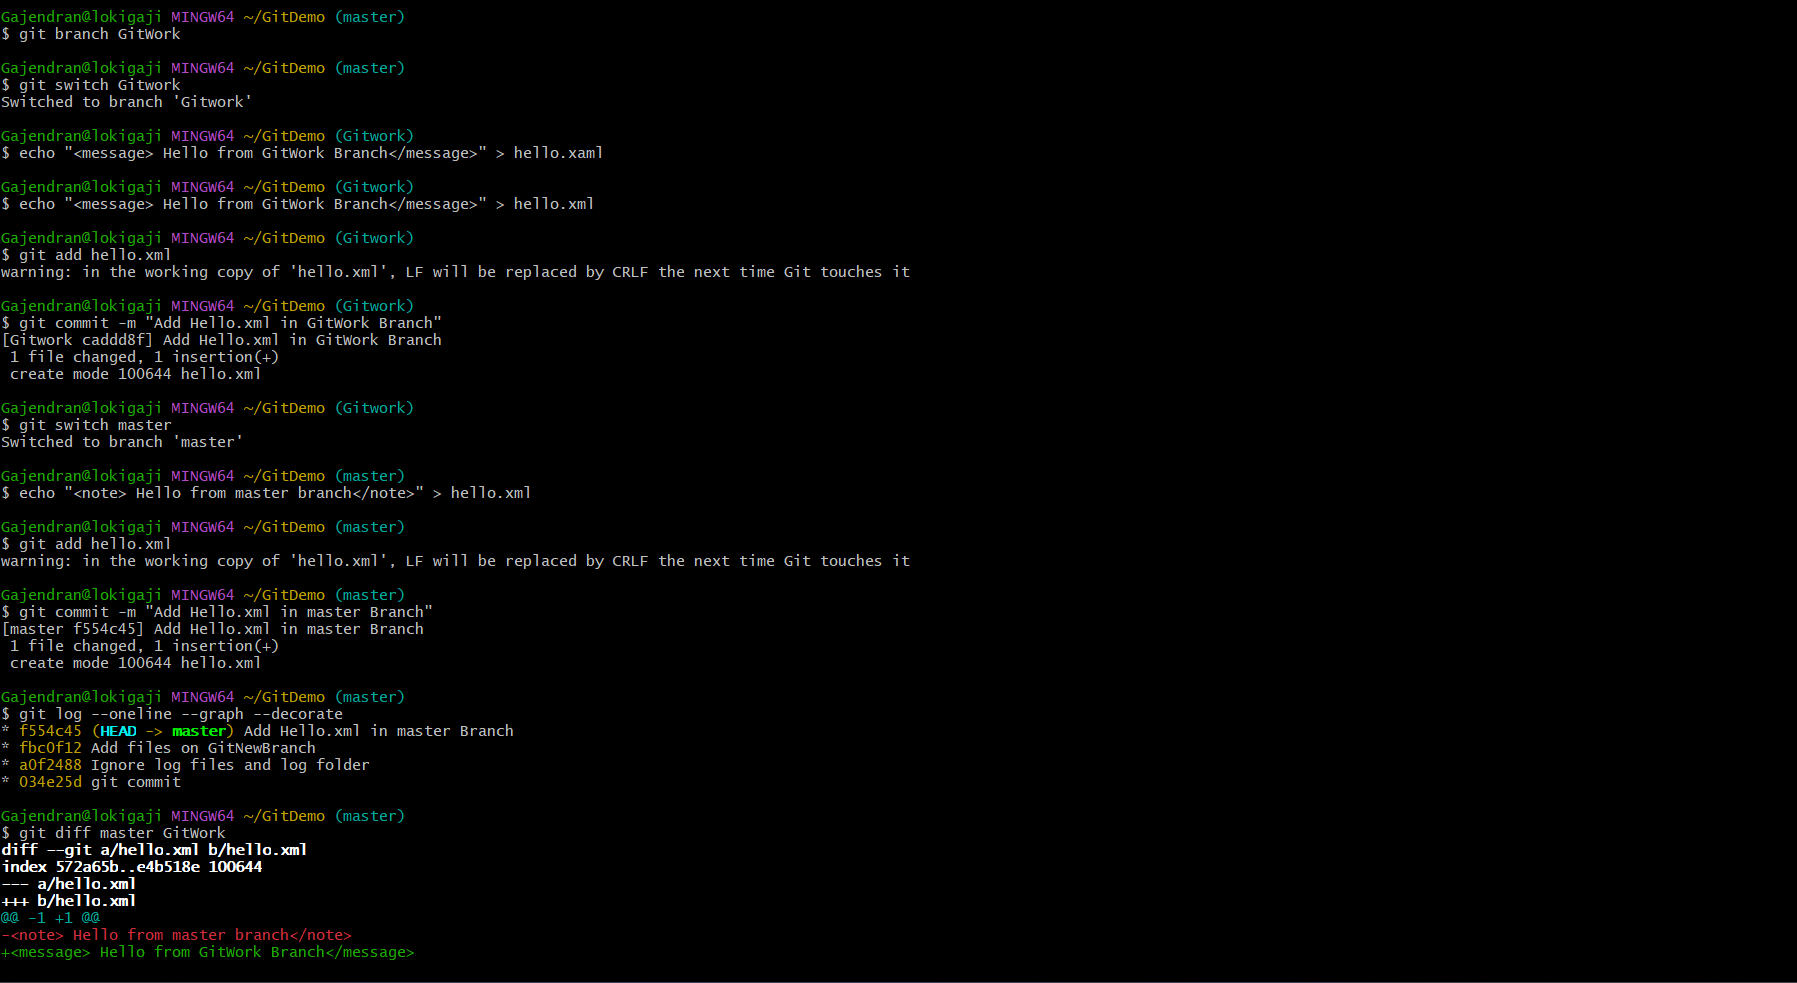 Gajendran@lokigaji MINGW64 ~/GitDemo (master)
$ git branch GitWork
Gajendran@lokigaji MINGW64 ~/GitDemo (master)
$ git switch Gitwork
Switched to branch 'Gitwork'
Gajendran@lokigaji MINGW64 ~/GitDemo (Gitwork)
$ echo "<message> Hello from GitWork Branch</message>" > hello.xaml
Gajendran@lokigaji MINGW64 ~/GitDemo (Gitwork)
$ echo "<message> Hello from GitWork Branch</message>" > hello.xml
Gajendran@lokigaji MINGW64 ~/GitDemo (Gitwork)
$ git add hello.xml
warning: in the working copy of 'hello.xml', LF will be replaced by CRLF the next time Git touches it
Gajendran@lokigaji MINGW64 ~/GitDemo (Gitwork)
$ git commit -m "Add Hello.xml in GitWork Branch"
[Gitwork caddd8f] Add Hello.xml in GitWork Branch
 1 file changed, 1 insertion(+)
 create mode 100644 hello.xml
Gajendran@lokigaji MINGW64 ~/GitDemo (Gitwork)
$ git switch master
Switched to branch 'master'
Gajendran@lokigaji MINGW64 ~/GitDemo (master)
$ echo "<note> Hello from master branch</note>" > hello.xml
Gajendran@lokigaji MINGW64 ~/GitDemo (master)
$ git add hello.xml
warning: in the working copy of 'hello.xml', LF will be replaced by CRLF the next time Git touches it
Gajendran@lokigaji MINGW64 ~/GitDemo (master)
$ git commit -m "Add Hello.xml in master Branch"
[master f554c45] Add Hello.xml in master Branch
 1 file changed, 1 insertion(+)
 create mode 100644 hello.xml
Gajendran@lokigaji MINGW64 ~/GitDemo (master)
$ git log --oneline --graph --decorate
* f554c45 (HEAD -> master) Add Hello.xml in master Branch
* fbc0f12 Add files on GitNewBranch
* a0f2488 Ignore log files and log folder
* 034e25d git commit
Gajendran@lokigaji MINGW64 ~/GitDemo (master)
$ git diff master GitWork
diff --git a/hello.xml b/hello.xml
index 572a65b..e4b518e 100644
--- a/hello.xml
+++ b/hello.xml
@@ -1 +1 @@
-<note> Hello from master branch</note>
+<message> Hello from GitWork Branch</message>